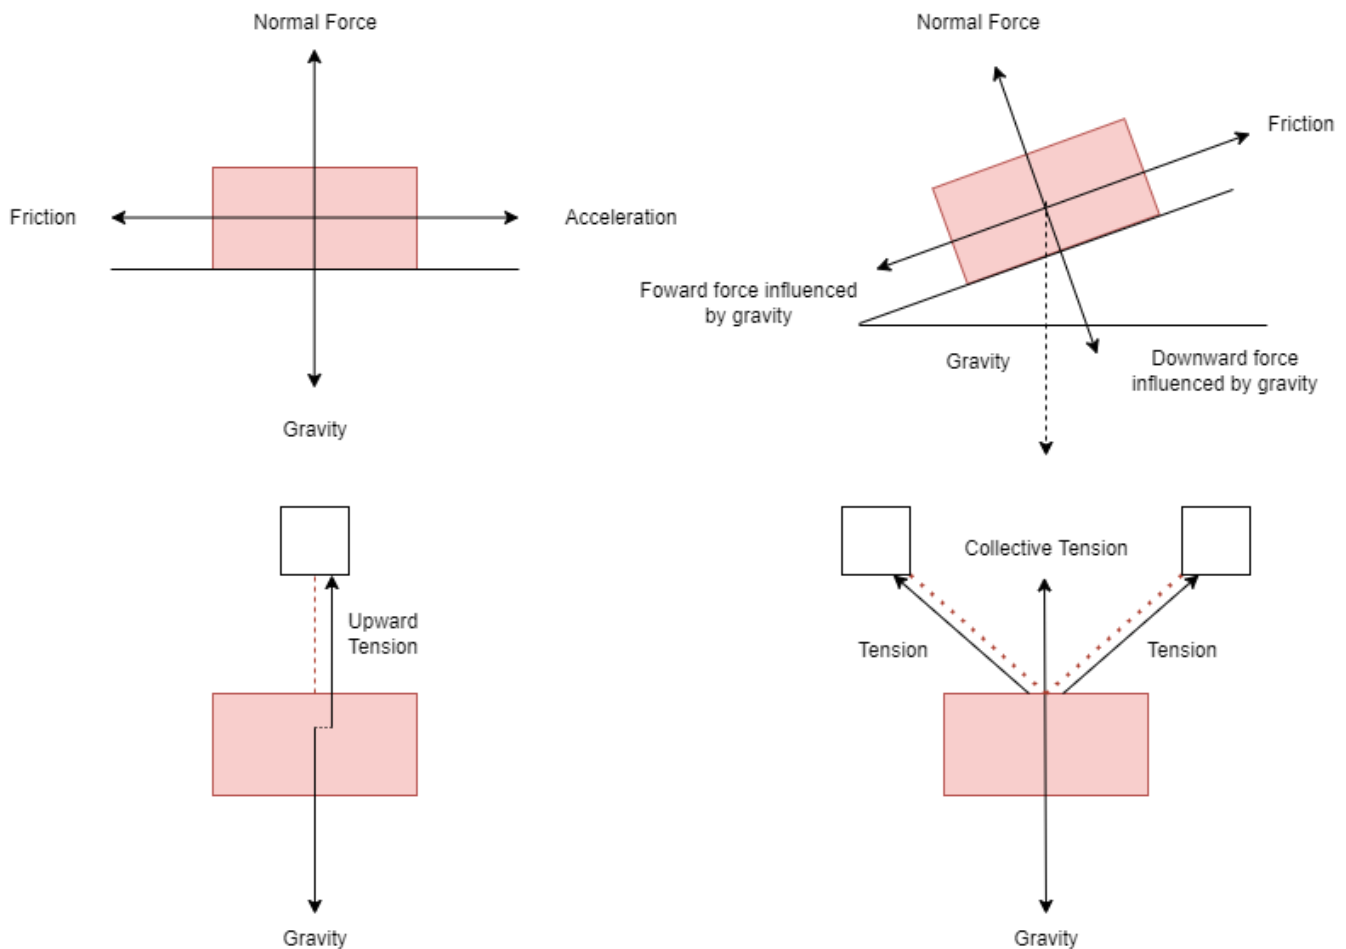 Normal Force
Normal Force
Friction
Friction
Acceleration
Foward force influenced
by gravity
Gravity
Downward force
influenced by gravity
Gravity
Collective Tension
Upward
Tension
Tension
Tension
Gravity
Gravity